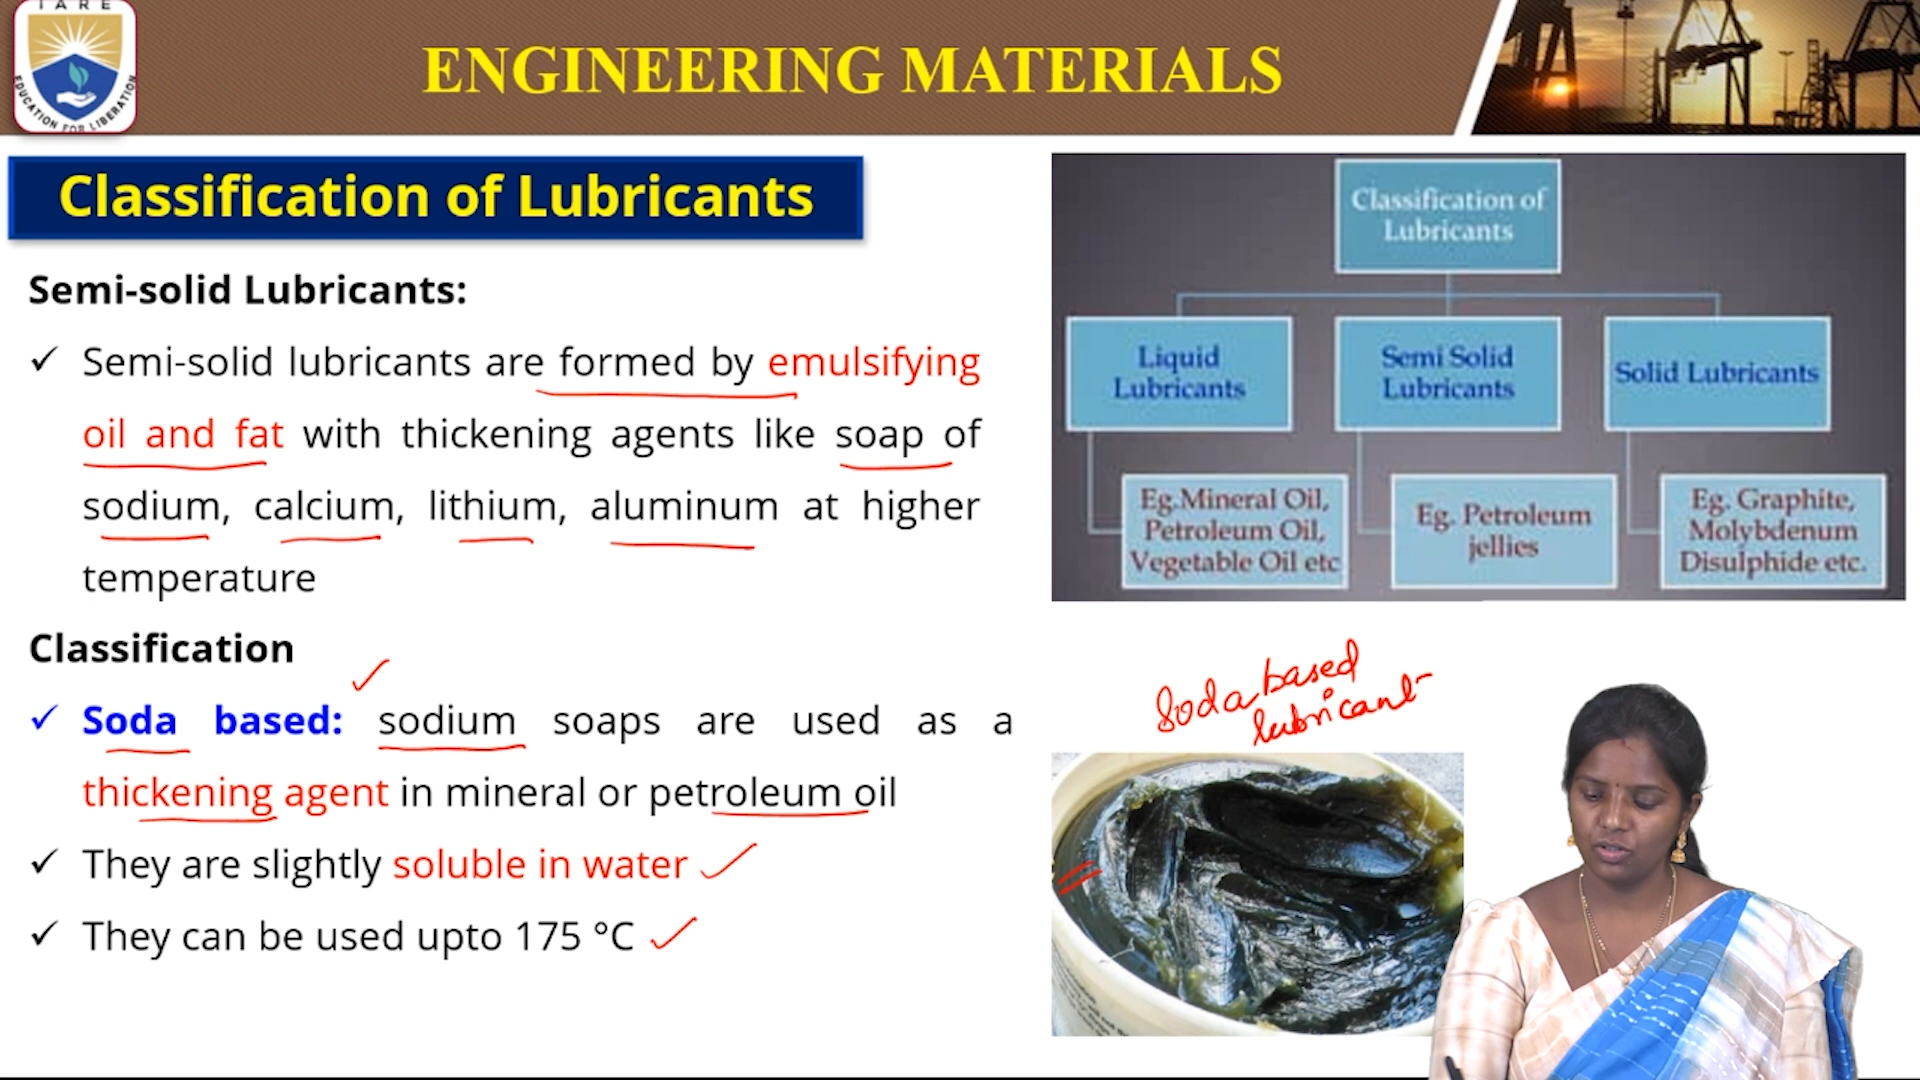 IARE
EDUCATION FOR LIBERATION
ENGINEERING MATERIALS
Classification of Lubricants
Semi-solid Lubricants:
✓ Semi-solid lubricants are formed by emulsifying
oil and fat with thickening agents like soap of
sodium, calcium, lithium, aluminum at higher
temperature
Classification
✓ Soda based: sodium soaps are used as a
thickening agent in mineral or petroleum oil
✓ They are slightly soluble in water
✓ They can be used upto 175 °C
Classification of
Lubricants
Liquid
Lubricants
Semi Solid
Lubricants
Solid Lubricants
Eg.Mineral Oil,
Petroleum Oil,
Vegetable Oil etc
Eg. Petroleum
jellies
Eg. Graphite,
Molybdenum
Disulphide etc.
Soda based
lubricant